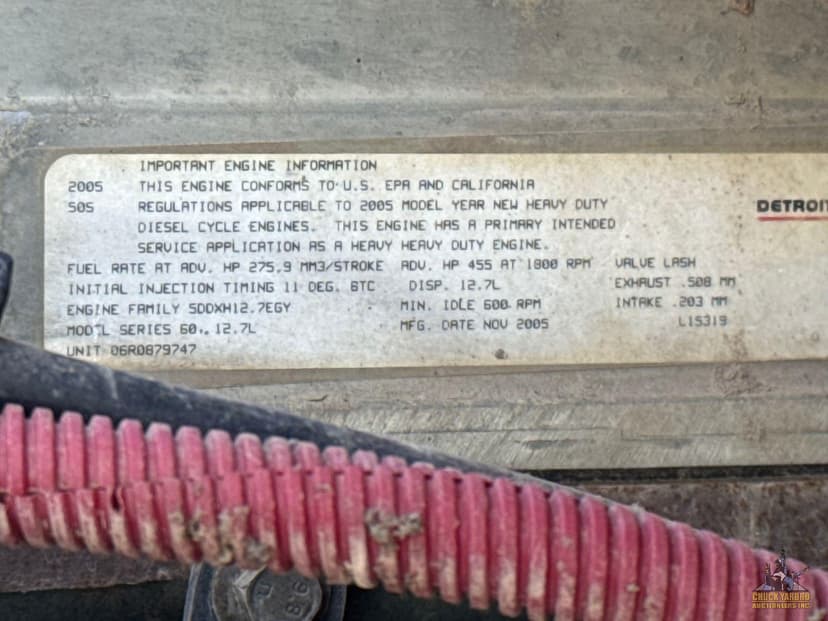 IMPORTANT ENGINE INFORMATION
2005 THIS ENGINE CONFORMS TO U.S. EPA AND CALIFORNIA
50S REGULATIONS APPLICABLE TO 2005 MODEL YEAR NEW HEAVY DUTY
DIESEL CYCLE ENGINES. THIS ENGINE HAS A PRIMARY INTENDED
SERVICE APPLICATION AS A HEAVY HEAVY DUTY ENGINE.
DETROIT
FUEL RATE AT ADV. HP 275.9 MM3/STROKE ADV. HP 455 AT 1800 RPM VALVE LASH
INITIAL INJECTION TIMING 11 DEG. BTC DISP. 12.7L EXHAUST .508 MM
ENGINE FAMILY 5DDXH12.7EGY MIN. IDLE 600 RPM INTAKE .203 MM
MODEL SERIES 60, 12.7L MFG. DATE NOV 2005 L15319
UNIT 06R0879747
CHUCK YARBRO
AUCTIONEERS INC.